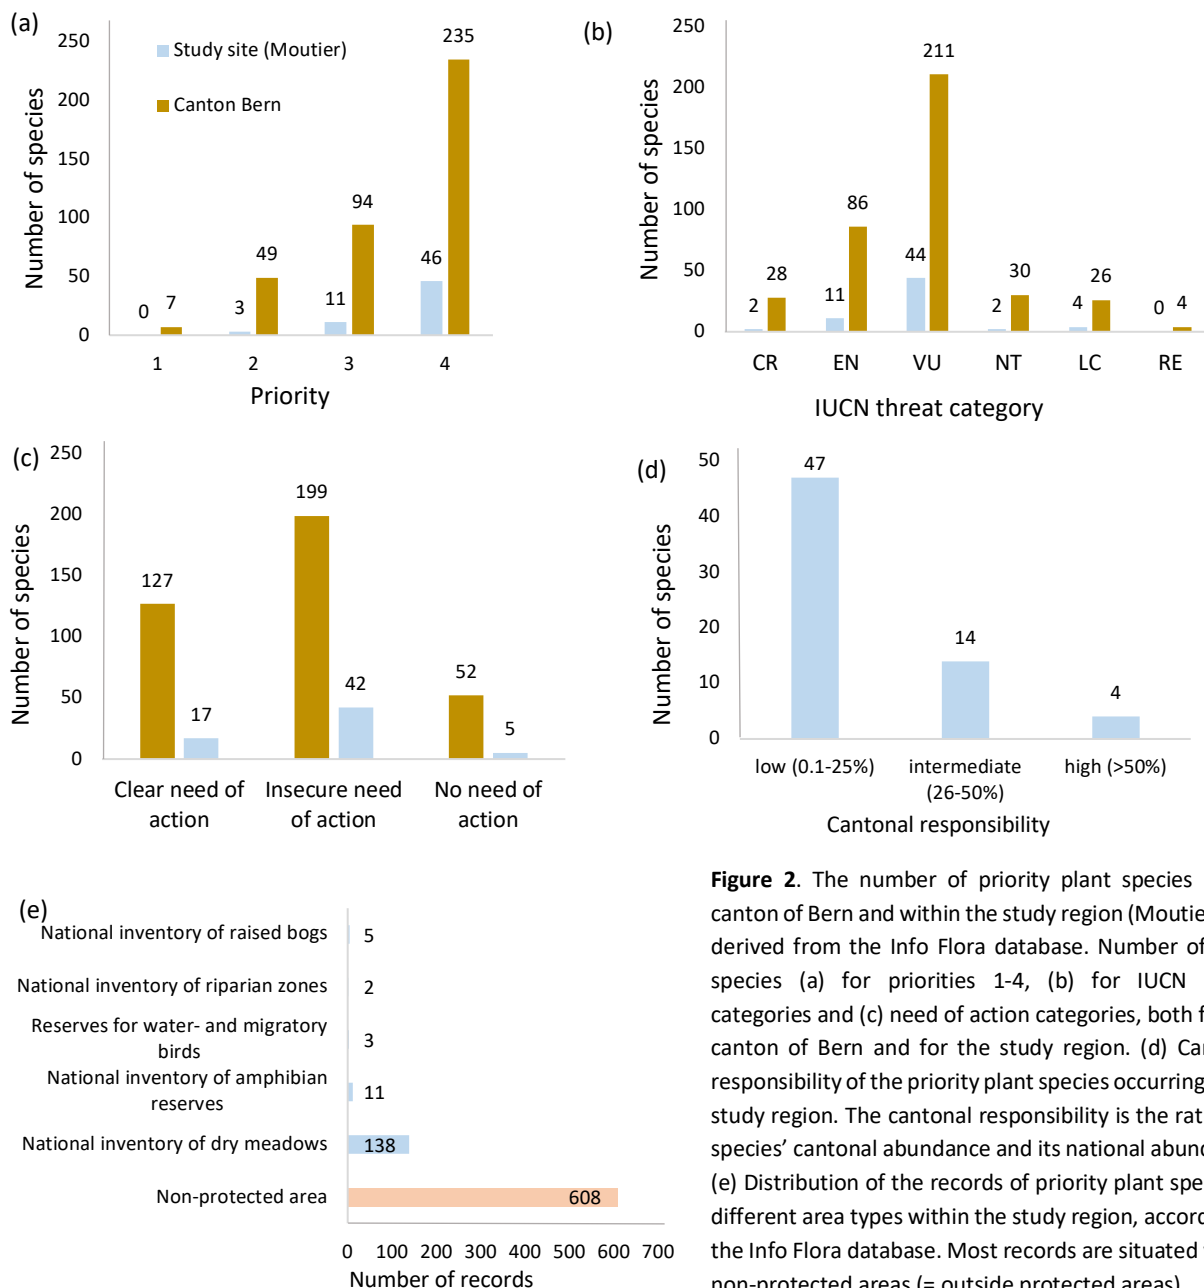 (a)
250
200
150
100
50
0
Number of species
Study site (Moutier)
Canton Bern
0 7
3 49
11 94
46 235
1 2 3 4
Priority
(b)
250
200
150
100
50
0
Number of species
2 28
11 86
44 211
2 30
4 26
0 4
CR EN VU NT LC RE
IUCN threat category
(c)
250
200
150
100
50
0
Number of species
127 17
199 42
52 5
Clear need of action
Insecure need of action
No need of action
(d)
50
40
30
20
10
0
Number of species
47
14
4
low (0.1-25%)
intermediate (26-50%)
high (>50%)
Cantonal responsibility
(e)
National inventory of raised bogs 5
National inventory of riparian zones 2
Reserves for water- and migratory
birds 3
National inventory of amphibian
reserves 11
National inventory of dry meadows 138
Non-protected area 608
0 100 200 300 400 500 600 700
Number of records
Figure 2. The number of priority plant species
canton of Bern and within the study region (Moutier
derived from the Info Flora database. Number of
species (a) for priorities 1-4, (b) for IUCN
categories and (c) need of action categories, both
canton of Bern and for the study region. (d)
responsibility of the priority plant species occurring
study region. The cantonal responsibility is the
species' cantonal abundance and its national
(e) Distribution of the records of priority plant
different area types within the study region,
the Info Flora database. Most records are situated
non-protected areas (= outside protected areas)